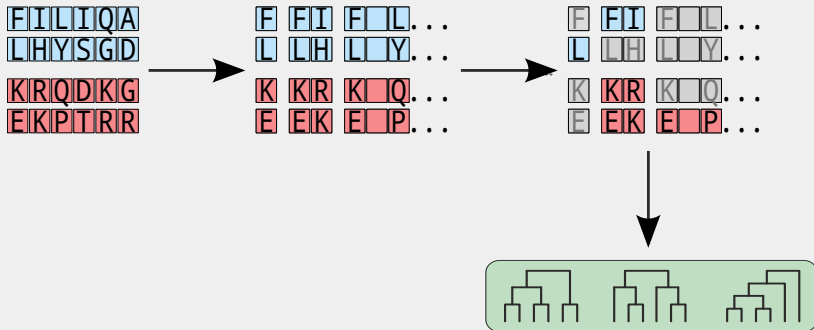 FILIQA
LHYSGD
KRQDKG
EKPTRR
F FI F L...
L LH L Y...
K KR K Q...
E EK E P...
F FI F L...
L LH L Y...
K KR K Q...
E EK E P...